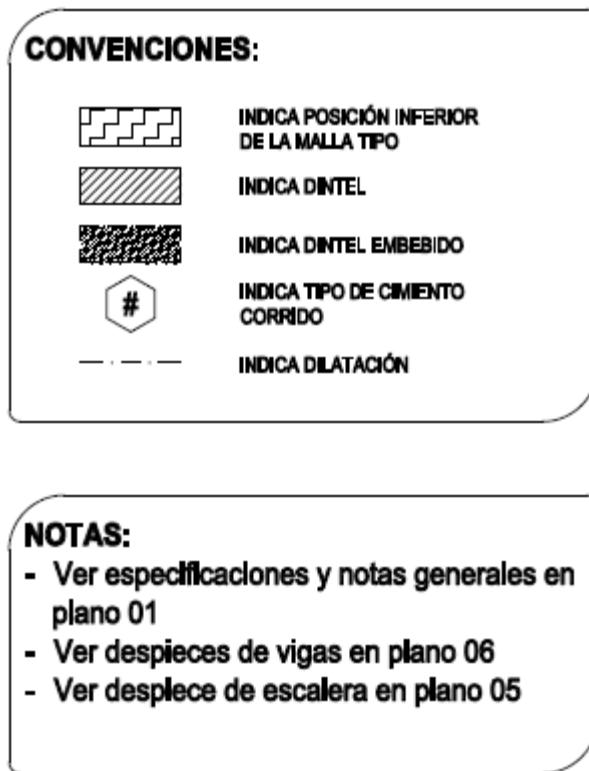 CONVENCIONES:
INDICA POSICIÓN INFERIOR
DE LA MALLA TIPO
INDICA DINTEL
INDICA DINTEL EMBEBIDO
#
INDICA TIPO DE CIMIENTO
CORRIDO
INDICA DILATACIÓN
NOTAS:
- Ver especificaciones y notas generales en
plano 01
- Ver despieces de vigas en plano 06
- Ver despiece de escalera en plano 05